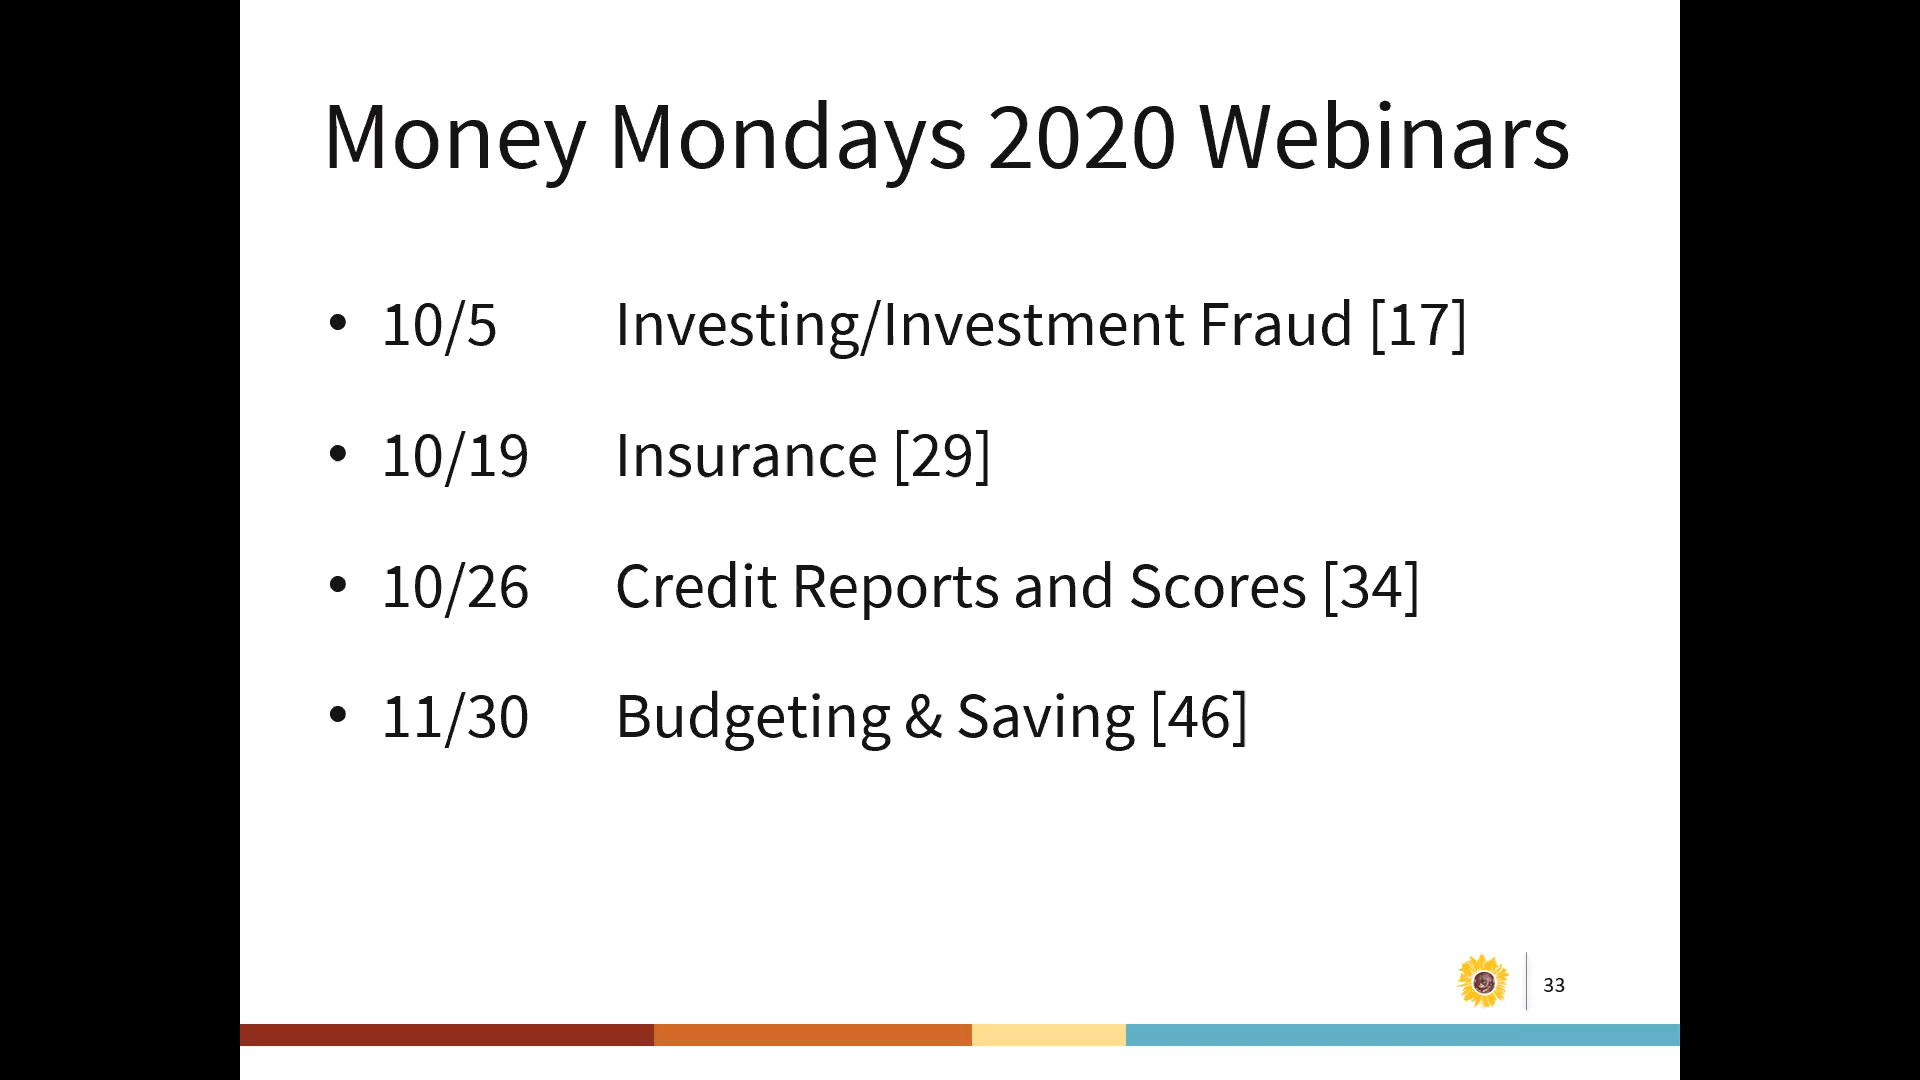 Money Mondays 2020 Webinars
• 10/5 Investing/Investment Fraud [17]
• 10/19 Insurance [29]
• 10/26 Credit Reports and Scores [34]
• 11/30 Budgeting & Saving [46]
33